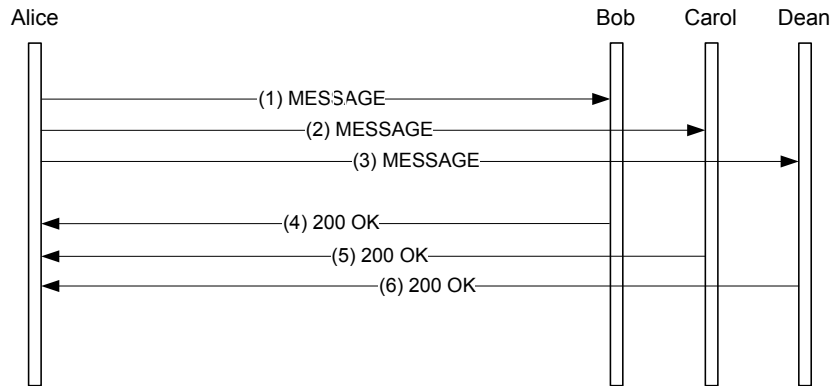 Alice Bob Carol Dean
(1) MESSAGE
(2) MESSAGE
(3) MESSAGE
(4) 200 OK
(5) 200 OK
(6) 200 OK